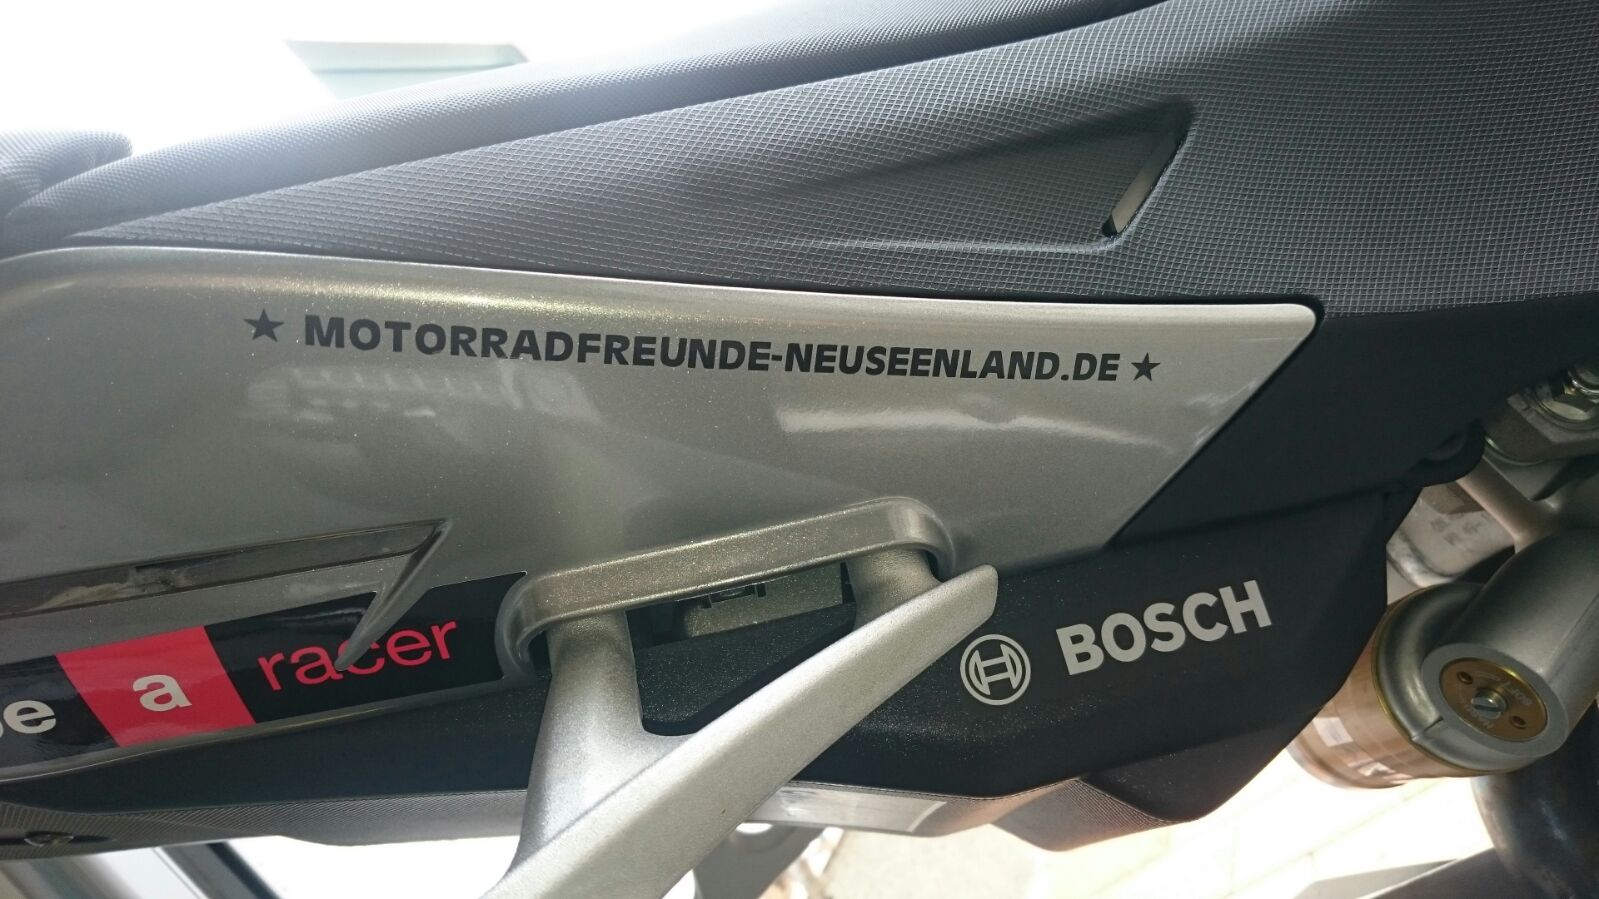 ★ MOTORRADFREUNDE-NEUSEENLAND.DE ★
a racer
BOSCH